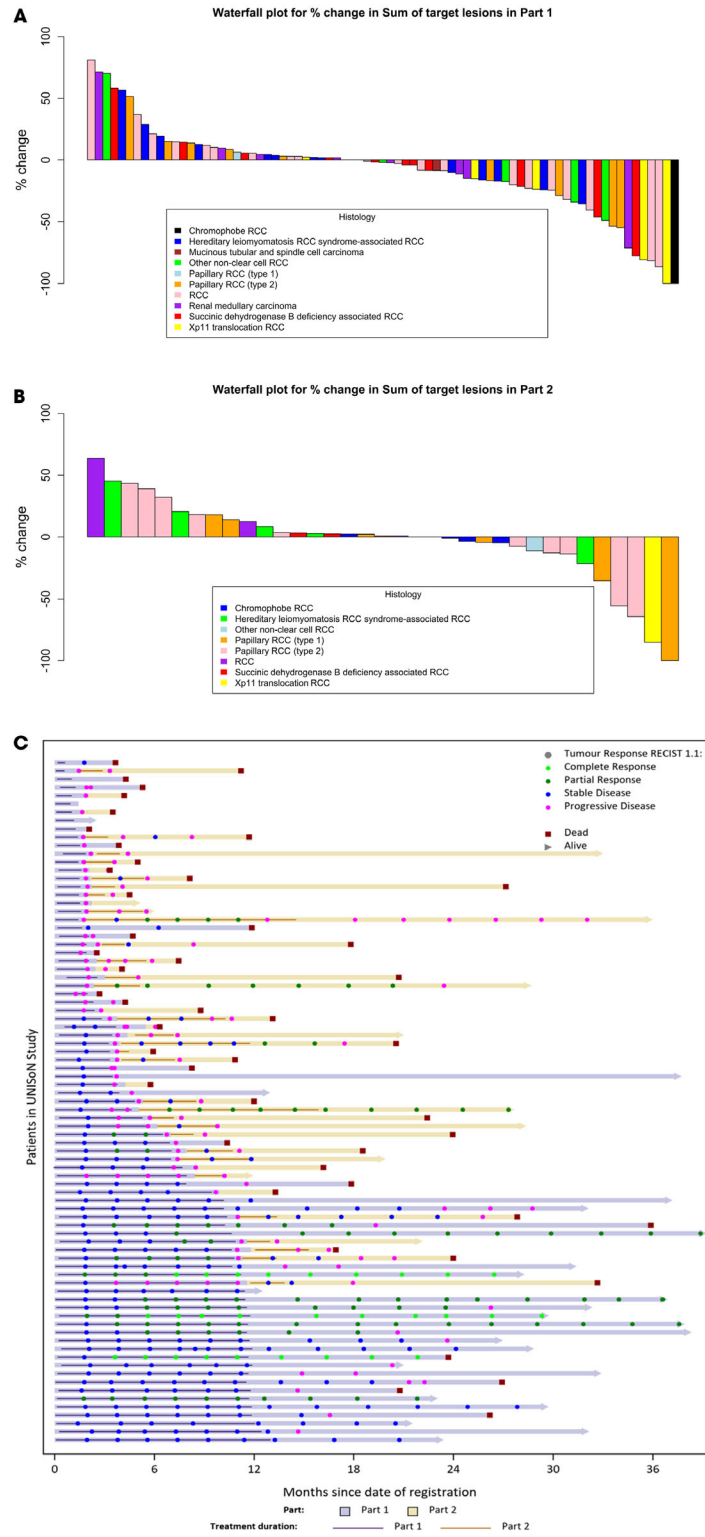 A
Waterfall plot for % change in Sum of target lesions in Part 1
% change
100
50
0
-50
-100
Histology
Chromophobe RCC
Hereditary leiomyomatosis RCC syndrome-associated RCC
Mucinous tubular and spindle cell carcinoma
Other non-clear cell RCC
Papillary RCC (type 1)
Papillary RCC (type 2)
RCC
Renal medullary carcinoma
Succinic dehydrogenase B deficiency associated RCC
Xp11 translocation RCC
B
Waterfall plot for % change in Sum of target lesions in Part 2
% change
100
50
0
-50
-100
Histology
Chromophobe RCC
Hereditary leiomyomatosis RCC syndrome-associated RCC
Other non-clear cell RCC
Papillary RCC (type 1)
Papillary RCC (type 2)
RCC
Succinic dehydrogenase B deficiency associated RCC
Xp11 translocation RCC
C
Patients in UNISoN Study
Tumour Response RECIST 1.1:
Complete Response
Partial Response
Stable Disease
Progressive Disease
Dead
Alive
0 6 12 18 24 30 36
Months since date of registration
Part: Part 1 Part 2
Treatment duration: Part 1 Part 2